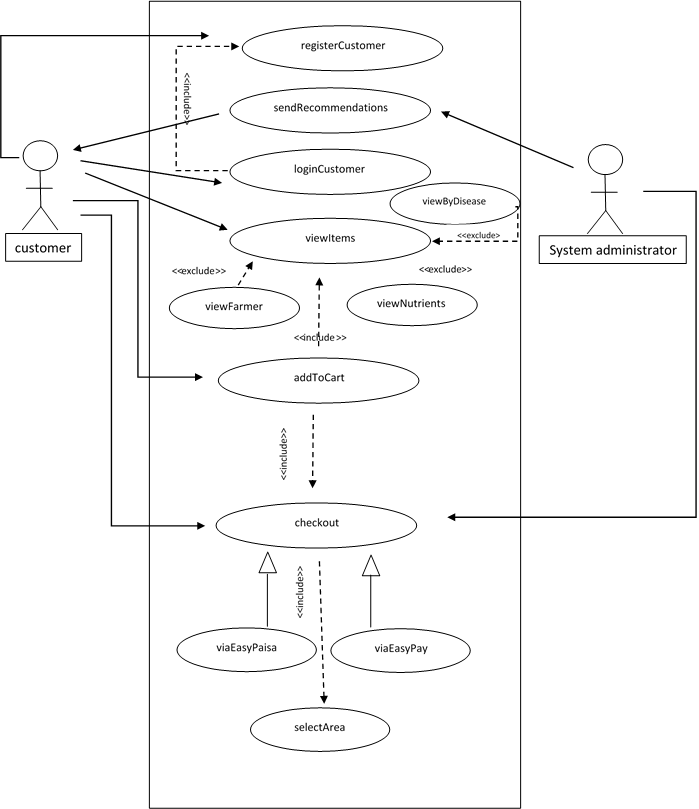 registerCustomer
<<include>>
sendRecommendations
loginCustomer
viewByDisease
customer
viewItems
<<exclude>
System administrator
<<exclude>>
<<exclude>>
viewFarmer
viewNutrients
<<include >>
addToCart
<<include>>
checkout
<<include>>
viaEasyPaisa
viaEasyPay
selectArea